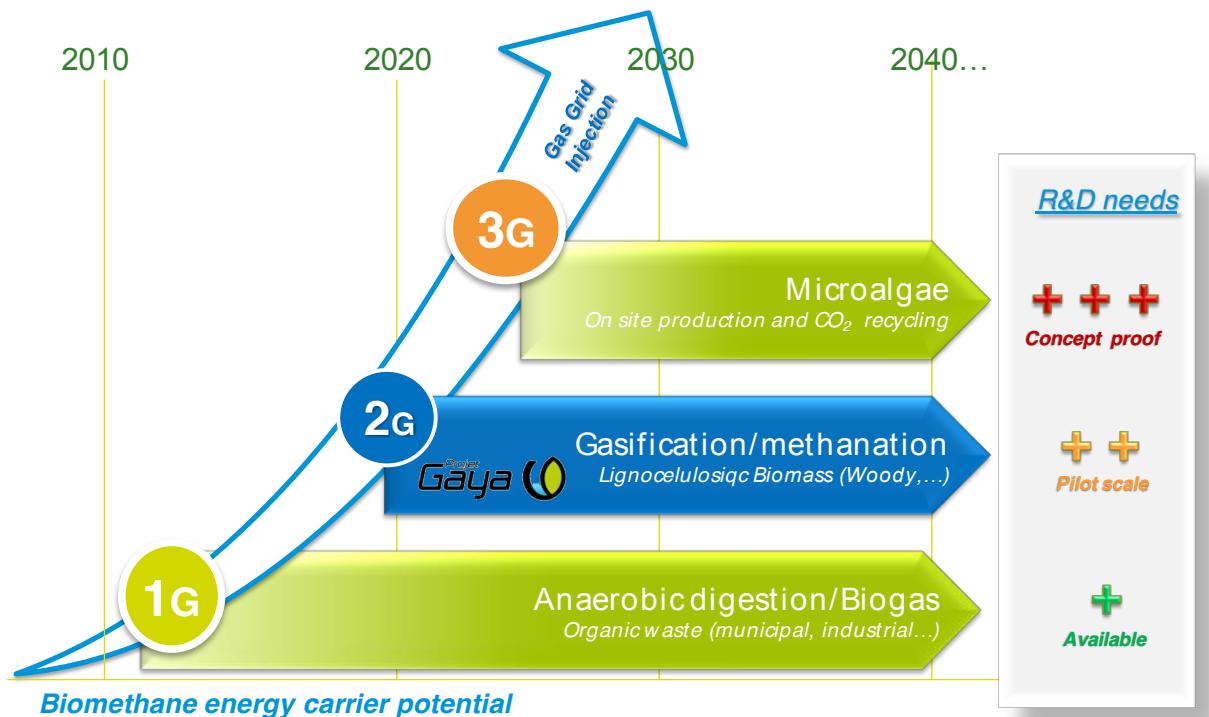 2010 2020 2030 2040…
Gas Grid
Injection
R&D needs
3G
Microalgae
On site production and CO₂ recycling
+ + +
Concept proof
2G
Gasification/methanation
Projet
Gaya
Lignocelulosiqc Biomass (Woody,…)
+ +
Pilot scale
1G
Anaerobic digestion/Biogas
Organic waste (municipal, industrial…)
+
Available
Biomethane energy carrier potential